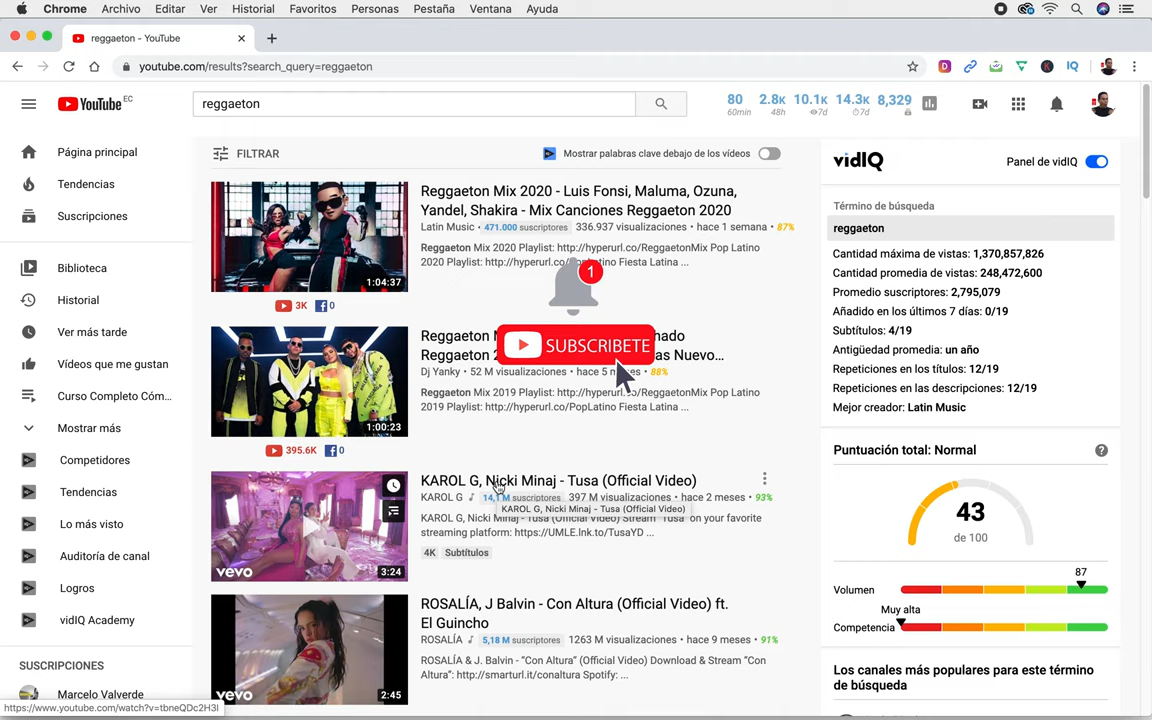 Chrome Archivo Editar Ver Historial Favoritos Personas Pestaña Ventana Ayuda
reggaeton - YouTube
youtube.com/results?search_query=reggaeton
D
K
IQ
YouTube EC
reggaeton
80 2.8K 10.1K 14.3K 8,329
60min 48h 7d 7d
Página principal
Tendencias
Suscripciones
Biblioteca
Historial
Ver más tarde
Vídeos que me gustan
Curso Completo Cóm...
Mostrar más
Competidores
Tendencias
Lo más visto
Auditoría de canal
Logros
vidIQ Academy
SUSCRIPCIONES
Marcelo Valverde
https://www.youtube.com/watch?v=tbneQDc2H3I
FILTRAR
Mostrar palabras clave debajo de los vídeos
1:04:37
Reggaeton Mix 2020 - Luis Fonsi, Maluma, Ozuna,
Yandel, Shakira - Mix Canciones Reggaeton 2020
Latin Music • 471.000 suscriptores 336.937 visualizaciones • hace 1 semana • 87%
Reggaeton Mix 2020 Playlist: http://hyperurl.co/ReggaetonMix Pop Latino
2020 Playlist: http://hyperurl.co/PopLatino Fiesta Latina ...
3K 0
1
SUBSCRIBETE
1:00:23
Reggaeton
Reggaeton 2 as Nuevo...
Dj Yanky • 52 M visualizaciones • hace 5 meses • 88%
Reggaeton Mix 2019 Playlist: http://hyperurl.co/ReggaetonMix Pop Latino
2019 Playlist: http://hyperurl.co/PopLatino Fiesta Latina ...
395.6K 0
vevo
3:24
KAROL G, Nicki Minaj - Tusa (Official Video)
KAROL G 14,1 M suscriptores 397 M visualizaciones • hace 2 meses • 93%
KAROL G, Nicki Minaj - Tusa (Official Video)
KAROL G, Nicki Minaj - "Tusa" (Official Video) Stream "Tusa" on your favorite
streaming platform: https://UMLE.lnk.to/TusaYD ...
4K Subtítulos
vevo
2:45
ROSALÍA, J Balvin - Con Altura (Official Video) ft.
El Guincho
ROSALÍA 5,18 M suscriptores 1263 M visualizaciones • hace 9 meses • 91%
ROSALÍA & J. Balvin - "Con Altura" (Official Video) Download & Stream "Con
Altura": http://smarturl.it/conaltura Spotify: ...
vidIQ
Panel de vidIQ
Término de búsqueda
reggaeton
Cantidad máxima de vistas: 1,370,857,826
Cantidad promedia de vistas: 248,472,600
Promedio suscriptores: 2,795,079
Añadido en los últimos 7 días: 0/19
Subtítulos: 4/19
Antigüedad promedia: un año
Repeticiones en los títulos: 12/19
Repeticiones en las descripciones: 12/19
Mejor creador: Latin Music
Puntuación total: Normal
?
43
de 100
87
Volumen
Muy alta
Competencia
Los canales más populares para este término
de búsqueda